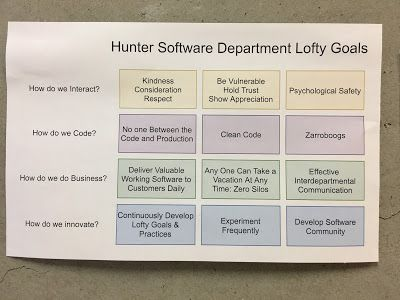 Hunter Software Department Lofty Goals
How do we Interact?
Kindness
Consideration
Respect
Be Vulnerable
Hold Trust
Show Appreciation
Psychological Safety
How do we Code?
No one Between the
Code and Production
Clean Code
Zarroboogs
How do we do Business?
Deliver Valuable
Working Software to
Customers Daily
Any One Can Take a
Vacation At Any
Time: Zero Silos
Effective
Interdepartmental
Communication
How do we innovate?
Continuously Develop
Lofty Goals &
Practices
Experiment
Frequently
Develop Software
Community